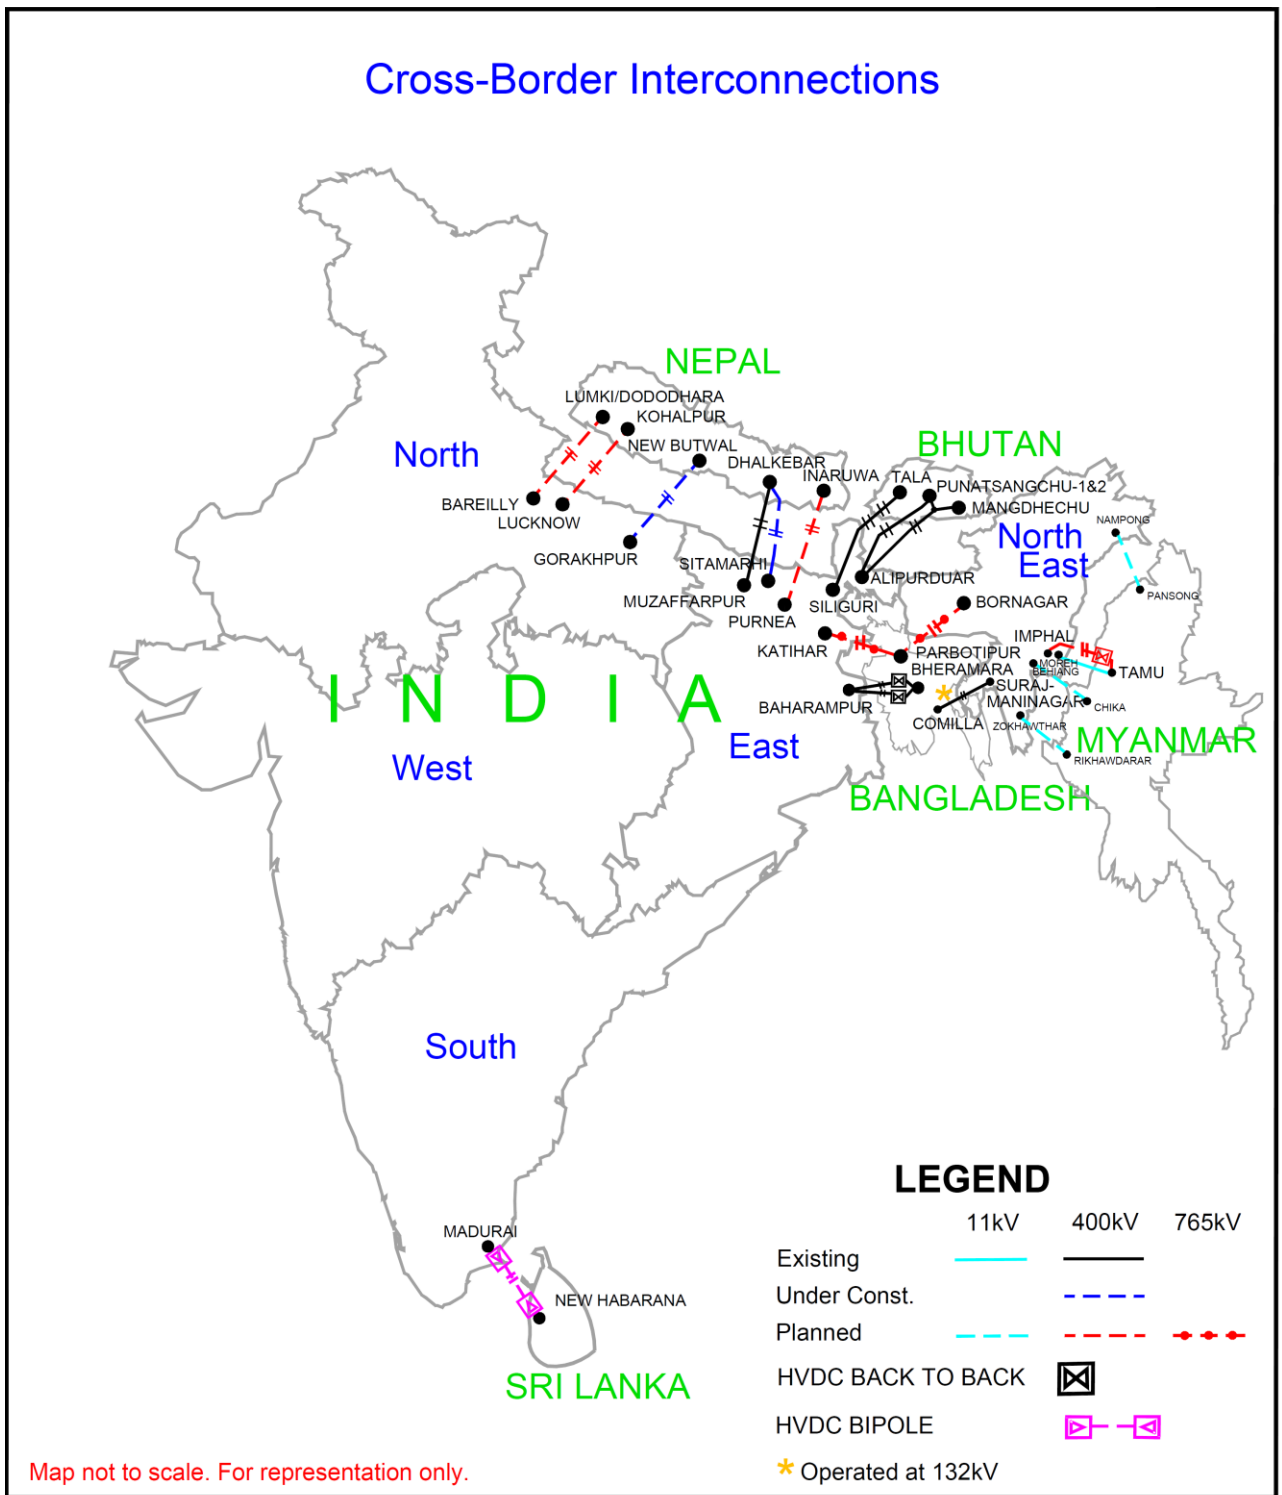 Cross-Border Interconnections
NEPAL
LUMKI/DODODHARA
KOHALPUR
NEW BUTWAL
BHUTAN
North
DHALKEBAR
INARUWA
TALA
PUNATSANGCHU-1&2
MANGDHECHU
BAREILLY
LUCKNOW
NAMPONG
North
East
GORAKHPUR
SITAMARHI
ALIPURDUAR
PANSONG
MUZAFFARPUR
SILIGURI
BORNAGAR
PURNEA
KATIHAR
PARBOTIPUR
IMPHAL
MOREH
BEHIANG
TAMU
BHERAMARA
INDIA
BAHARAMPUR
SURAJ-
MANINAGAR
CHIKA
COMILLA
*
ZOKHAWTHAR
East
MYANMAR
RIKHAWDARAR
West
BANGLADESH
South
MADURAI
NEW HABARANA
SRI LANKA
LEGEND
11kV 400kV 765kV
Existing
Under Const.
Planned
HVDC BACK TO BACK
HVDC BIPOLE
* Operated at 132kV
Map not to scale. For representation only.